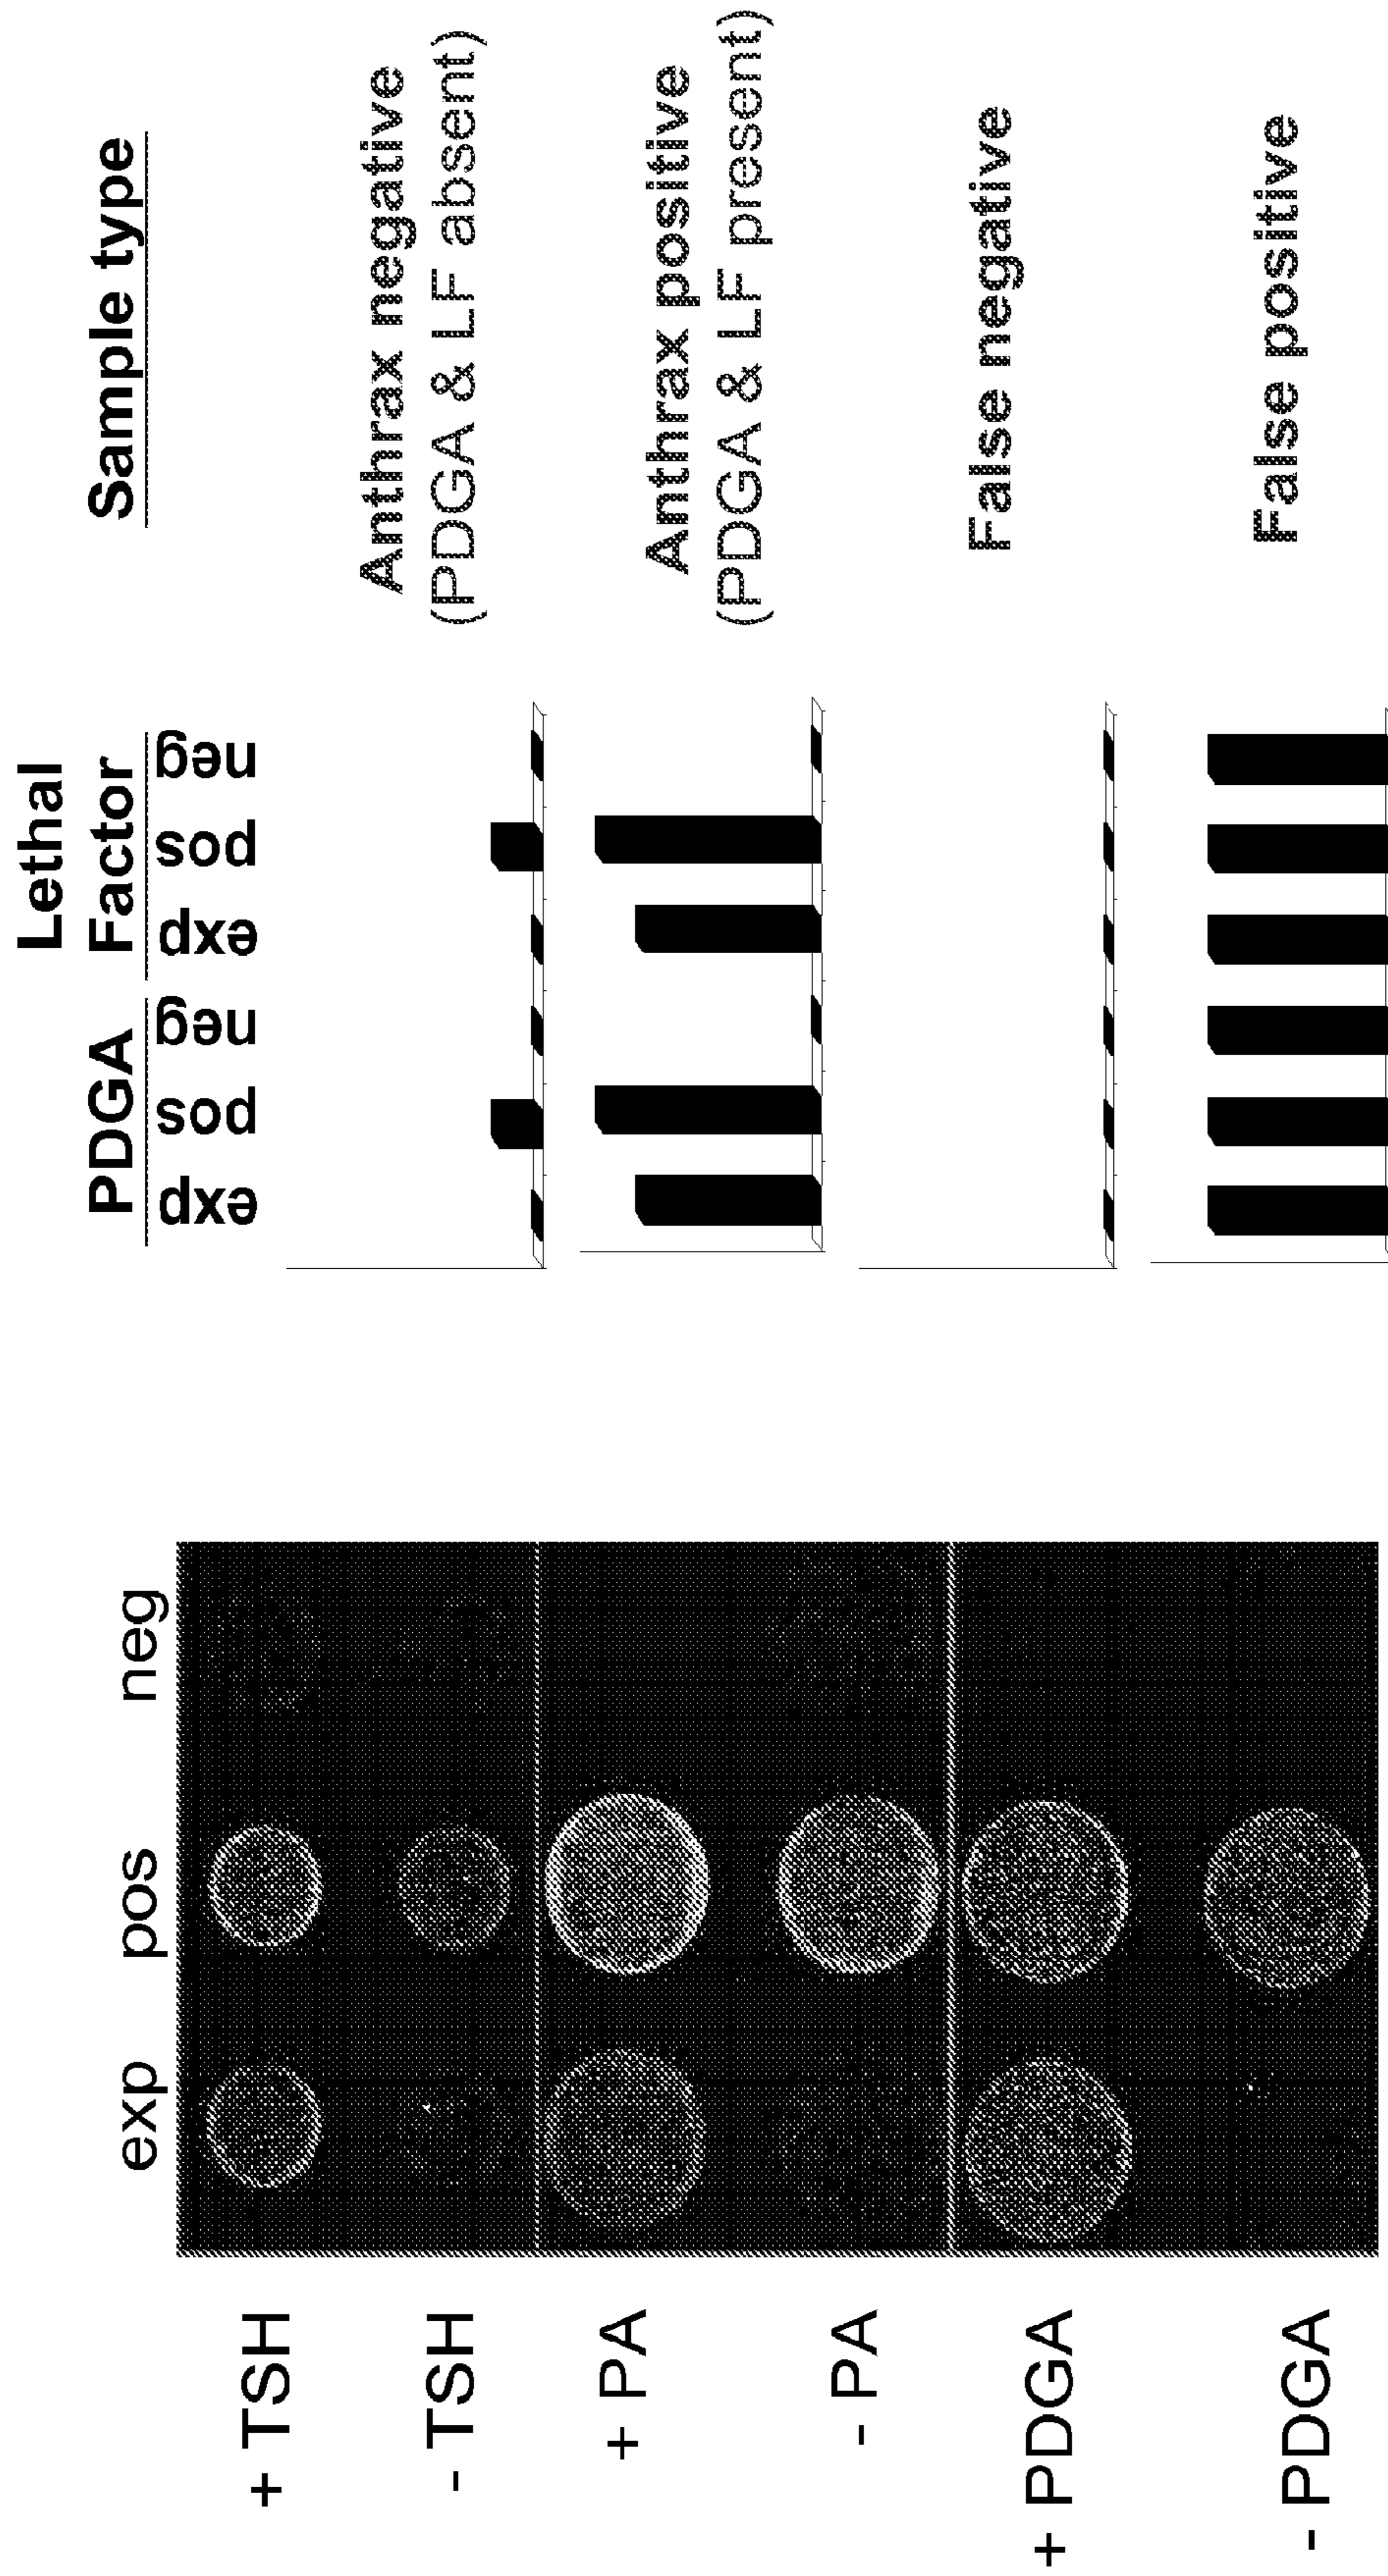 exp pos neg
+ TSH
- TSH
+ PA
- PA
+ PDGA
- PDGA
PDGA
Lethal
Factor
exp pos neg exp pos neg
Sample type
Anthrax negative
(PDGA & LF absent)
Anthrax positive
(PDGA & LF present)
False negative
False positive